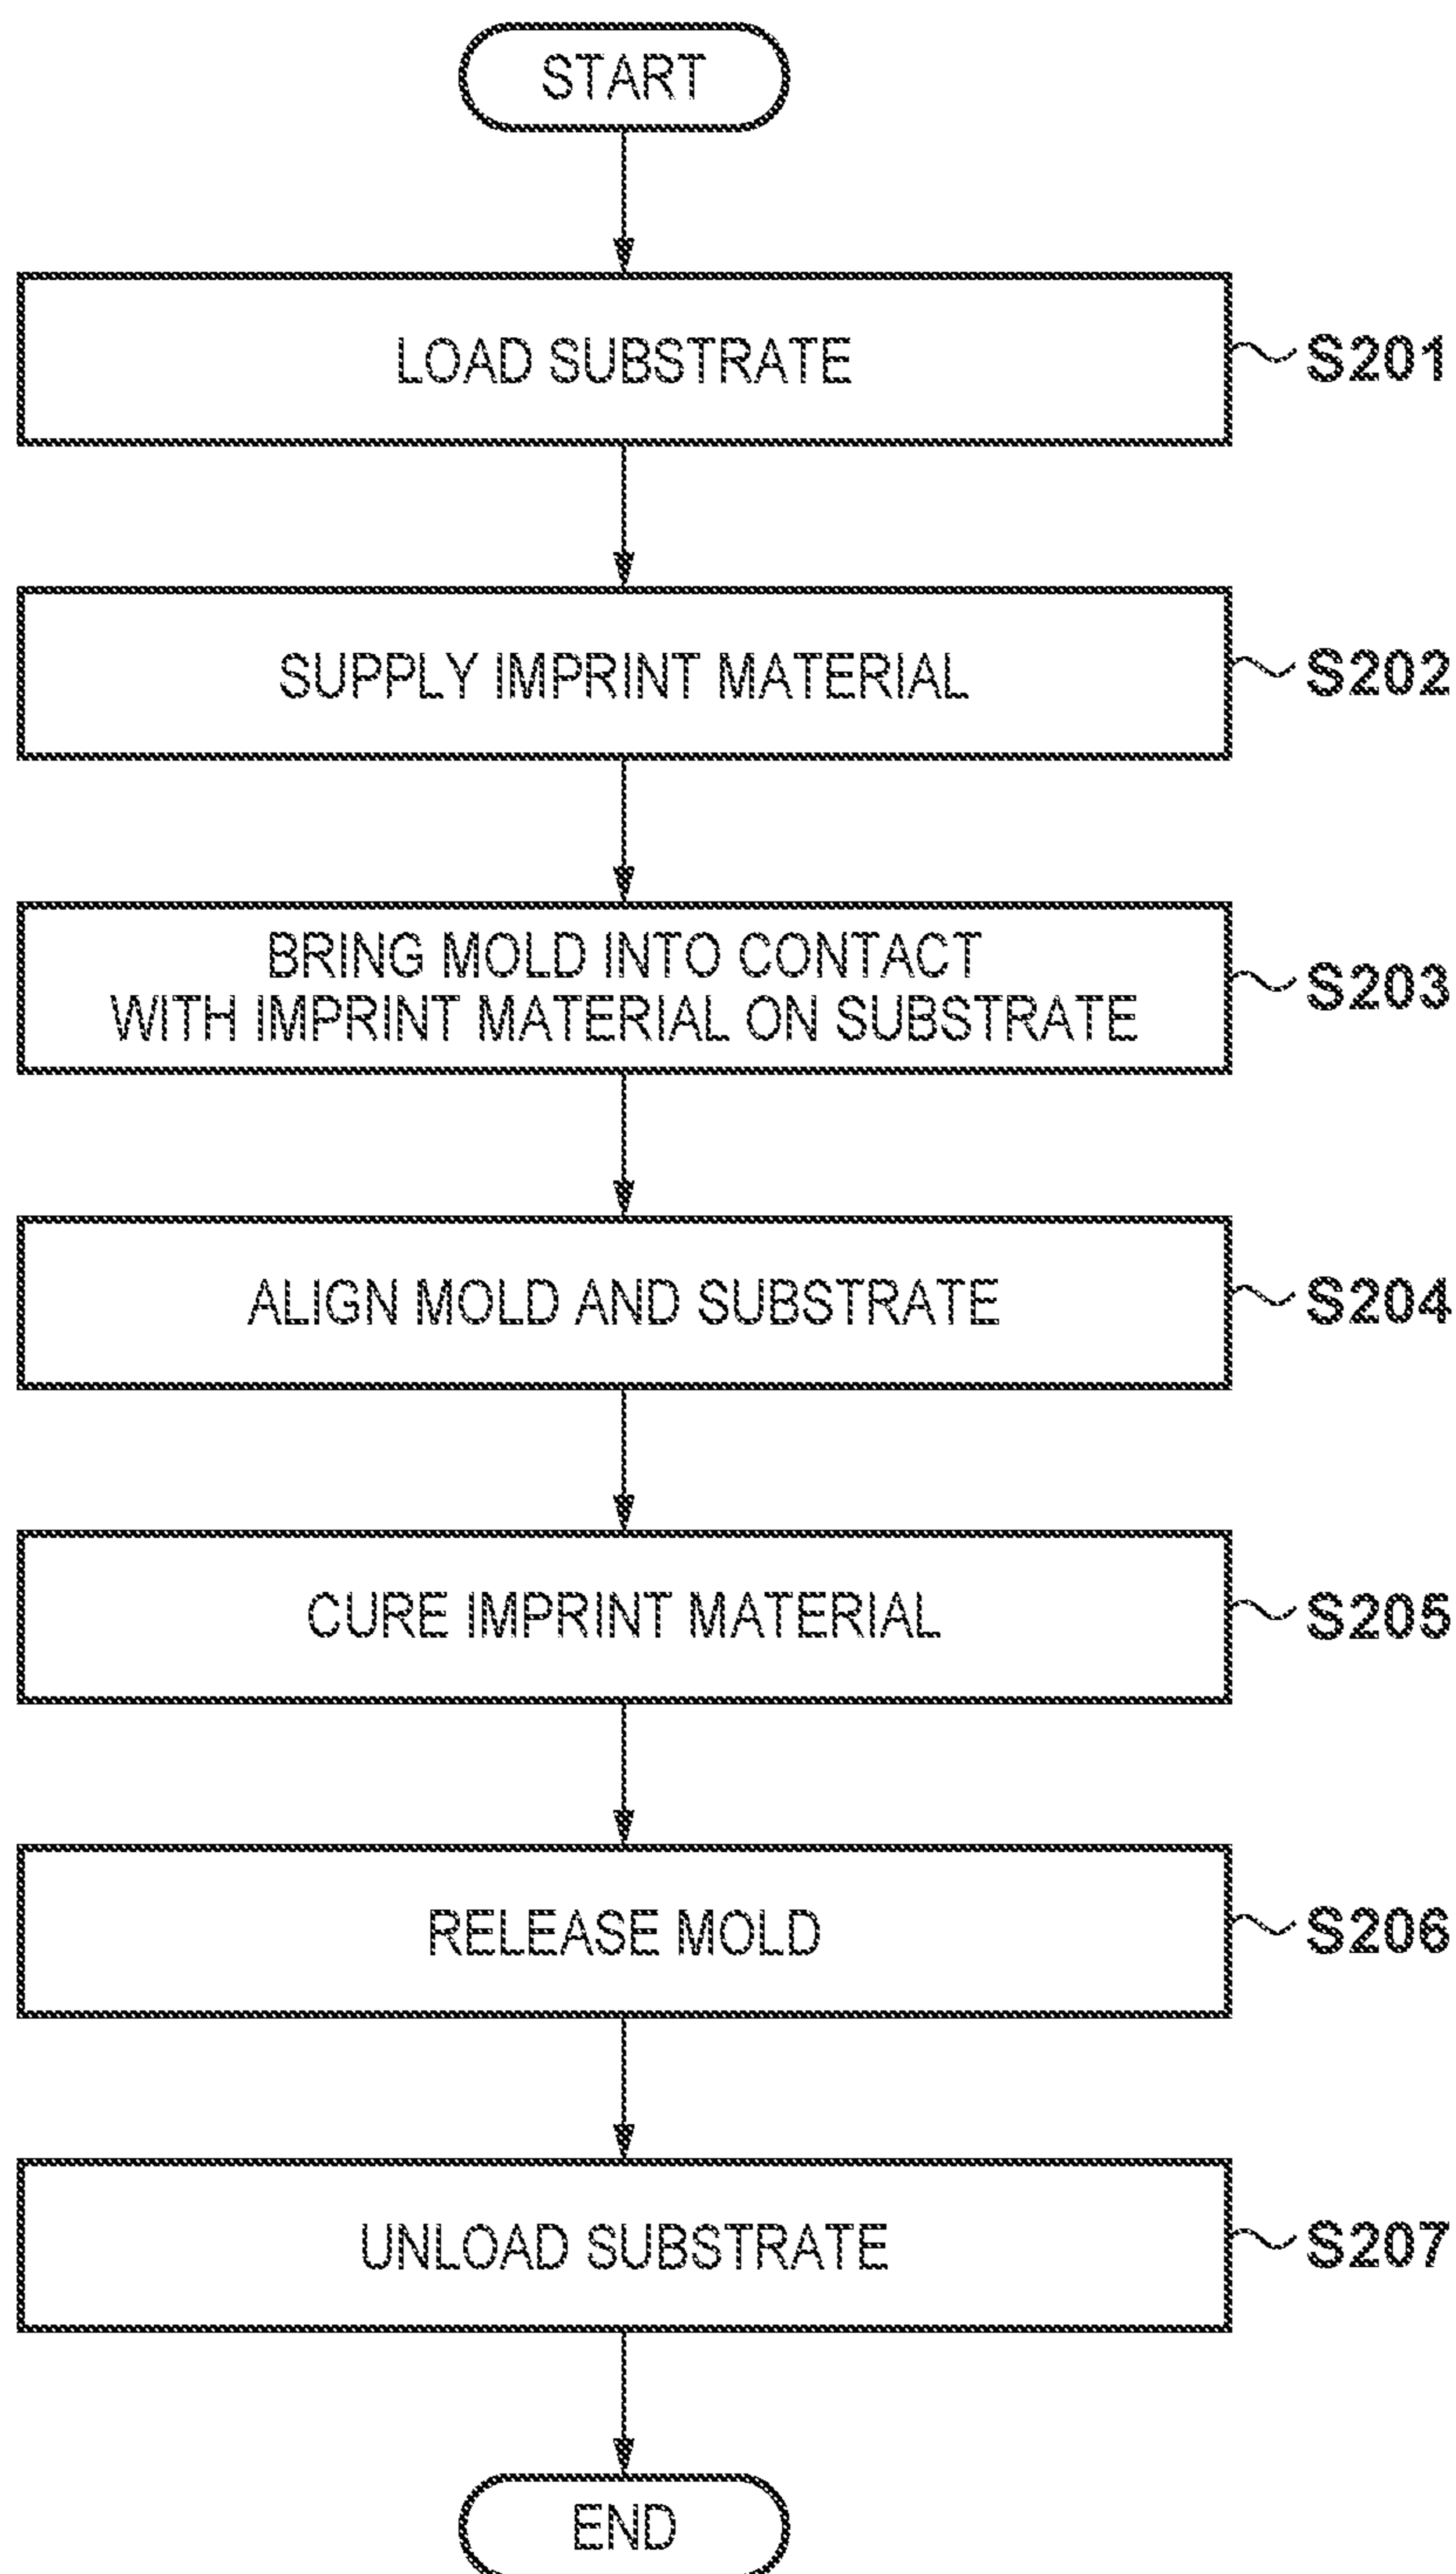 START
LOAD SUBSTRATE
S201
SUPPLY IMPRINT MATERIAL
S202
BRING MOLD INTO CONTACT
WITH IMPRINT MATERIAL ON SUBSTRATE
S203
ALIGN MOLD AND SUBSTRATE
S204
CURE IMPRINT MATERIAL
S205
RELEASE MOLD
S206
UNLOAD SUBSTRATE
S207
END